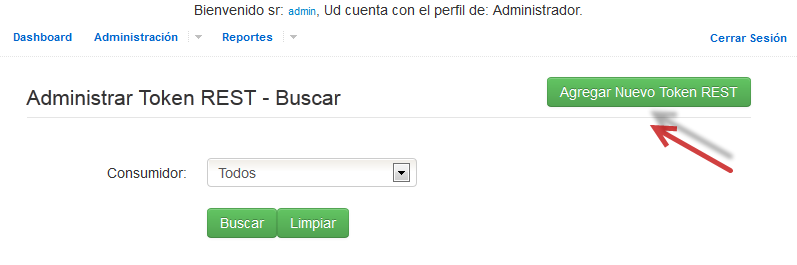 Bienvenido sr: admin, Ud cuenta con el perfil de: Administrador.
Dashboard Administración Reportes Cerrar Sesión
Administrar Token REST - Buscar Agregar Nuevo Token REST
Consumidor: Todos
Buscar Limpiar